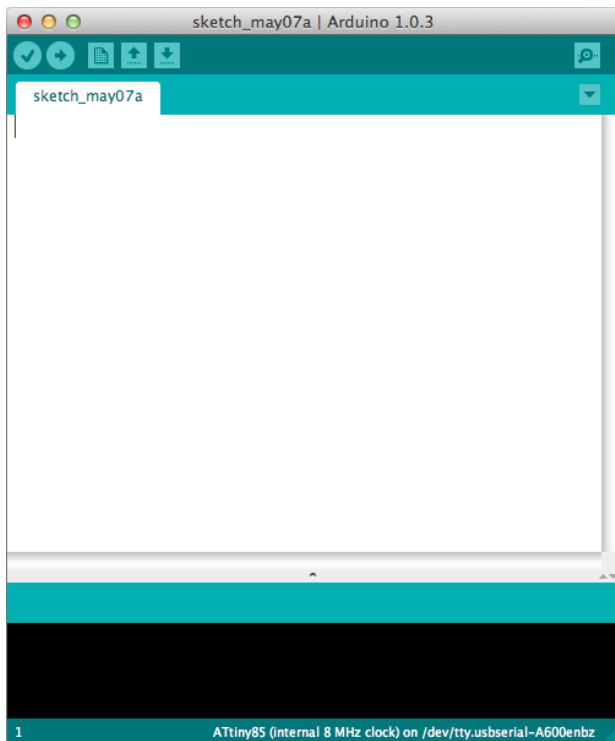 sketch_may07a | Arduino 1.0.3
sketch_may07a
1 ATtiny85 (internal 8 MHz clock) on /dev/tty.usbserial-A600enbz